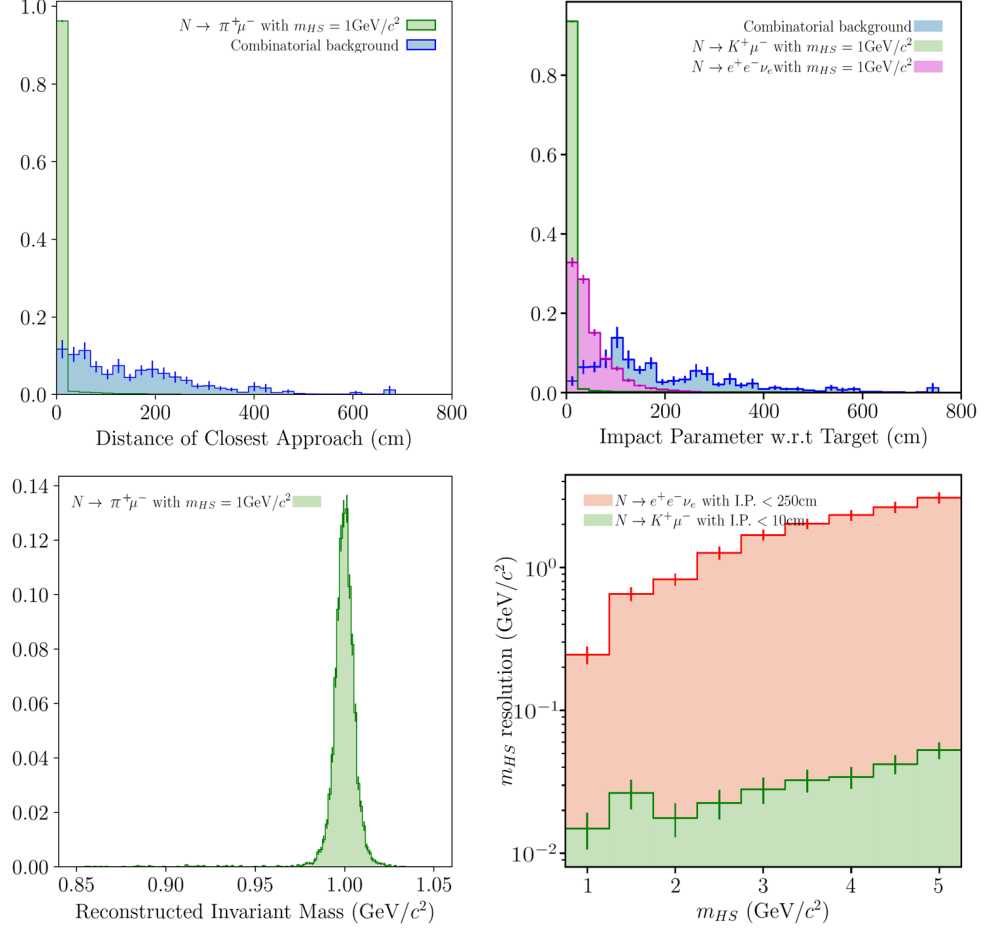 N → π⁺μ⁻ with m_HS = 1GeV/c²
Combinatorial background
1.0
0.8
0.6
0.4
0.2
0.0
0 200 400 600 800
Distance of Closest Approach (cm)
Combinatorial background
N → K⁺μ⁻ with m_HS = 1GeV/c²
N → e⁺e⁻ν_e with m_HS = 1GeV/c²
0.8
0.6
0.4
0.2
0.0
0 200 400 600 800
Impact Parameter w.r.t Target (cm)
N → π⁺μ⁻ with m_HS = 1GeV/c²
0.14
0.12
0.10
0.08
0.06
0.04
0.02
0.00
0.85 0.90 0.95 1.00 1.05
Reconstructed Invariant Mass (GeV/c²)
N → e⁺e⁻ν_e with I.P. < 250cm
N → K⁺μ⁻ with I.P. < 10cm
m_HS resolution (GeV/c²)
10⁰
10⁻¹
10⁻²
1 2 3 4 5
m_HS (GeV/c²)